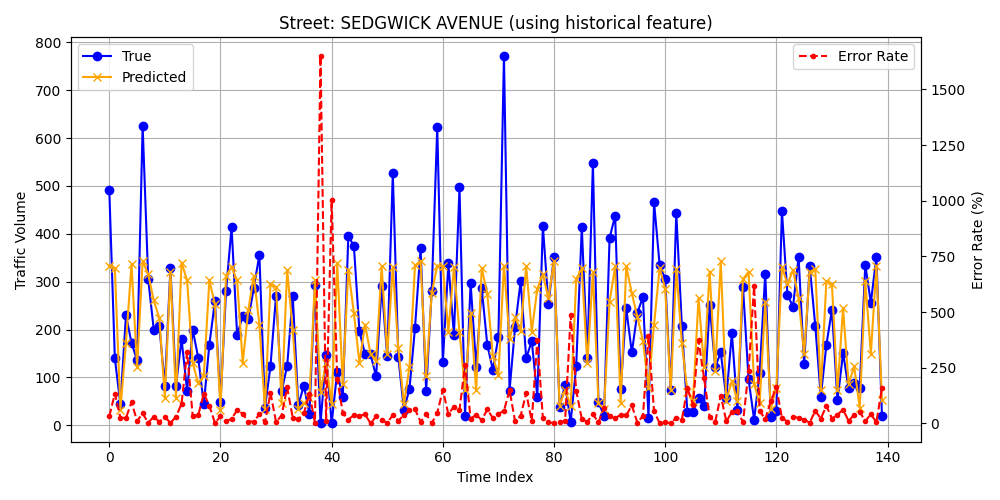 Street: SEDGWICK AVENUE (using historical feature)
True
Predicted
Error Rate
800
700
600
500
400
300
200
100
0
Traffic Volume
1500
1250
1000
750
500
250
0
Error Rate (%)
0 20 40 60 80 100 120 140
Time Index